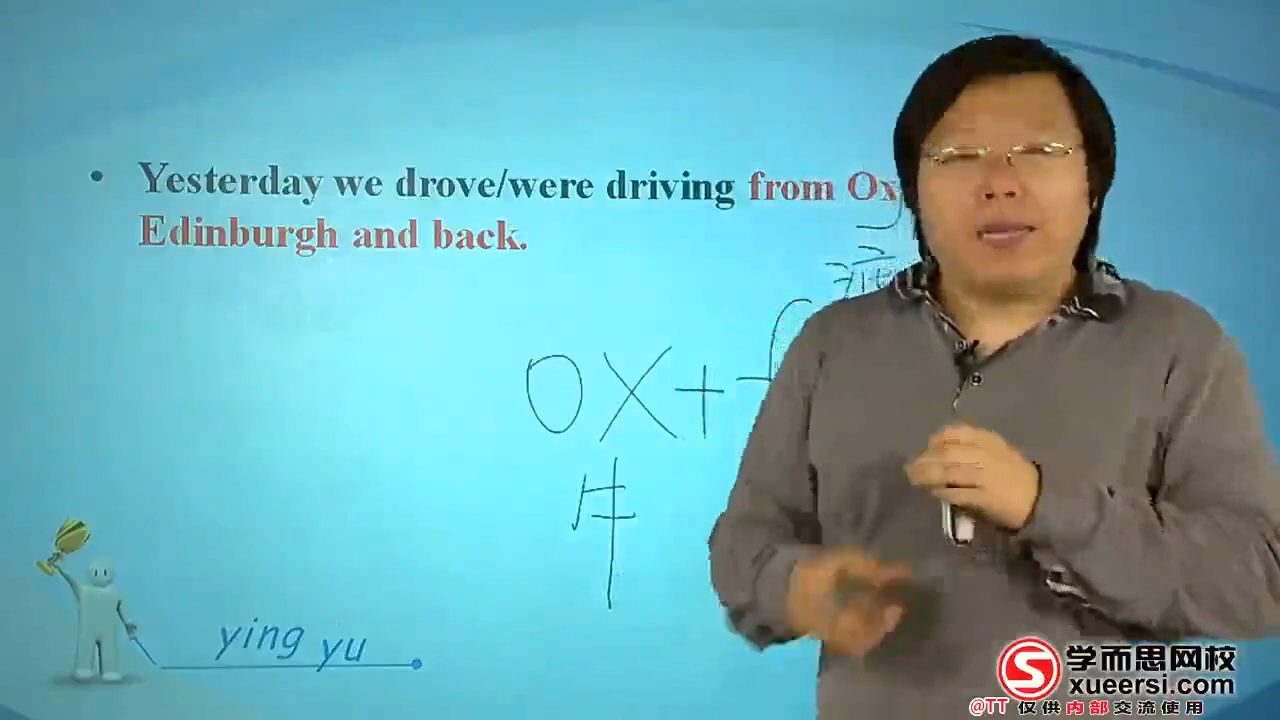 • Yesterday we drove/were driving from Ox
Edinburgh and back.
OX+
牛
ying yu
学而思网校
xueersi.com
@TT 仅供内部交流使用